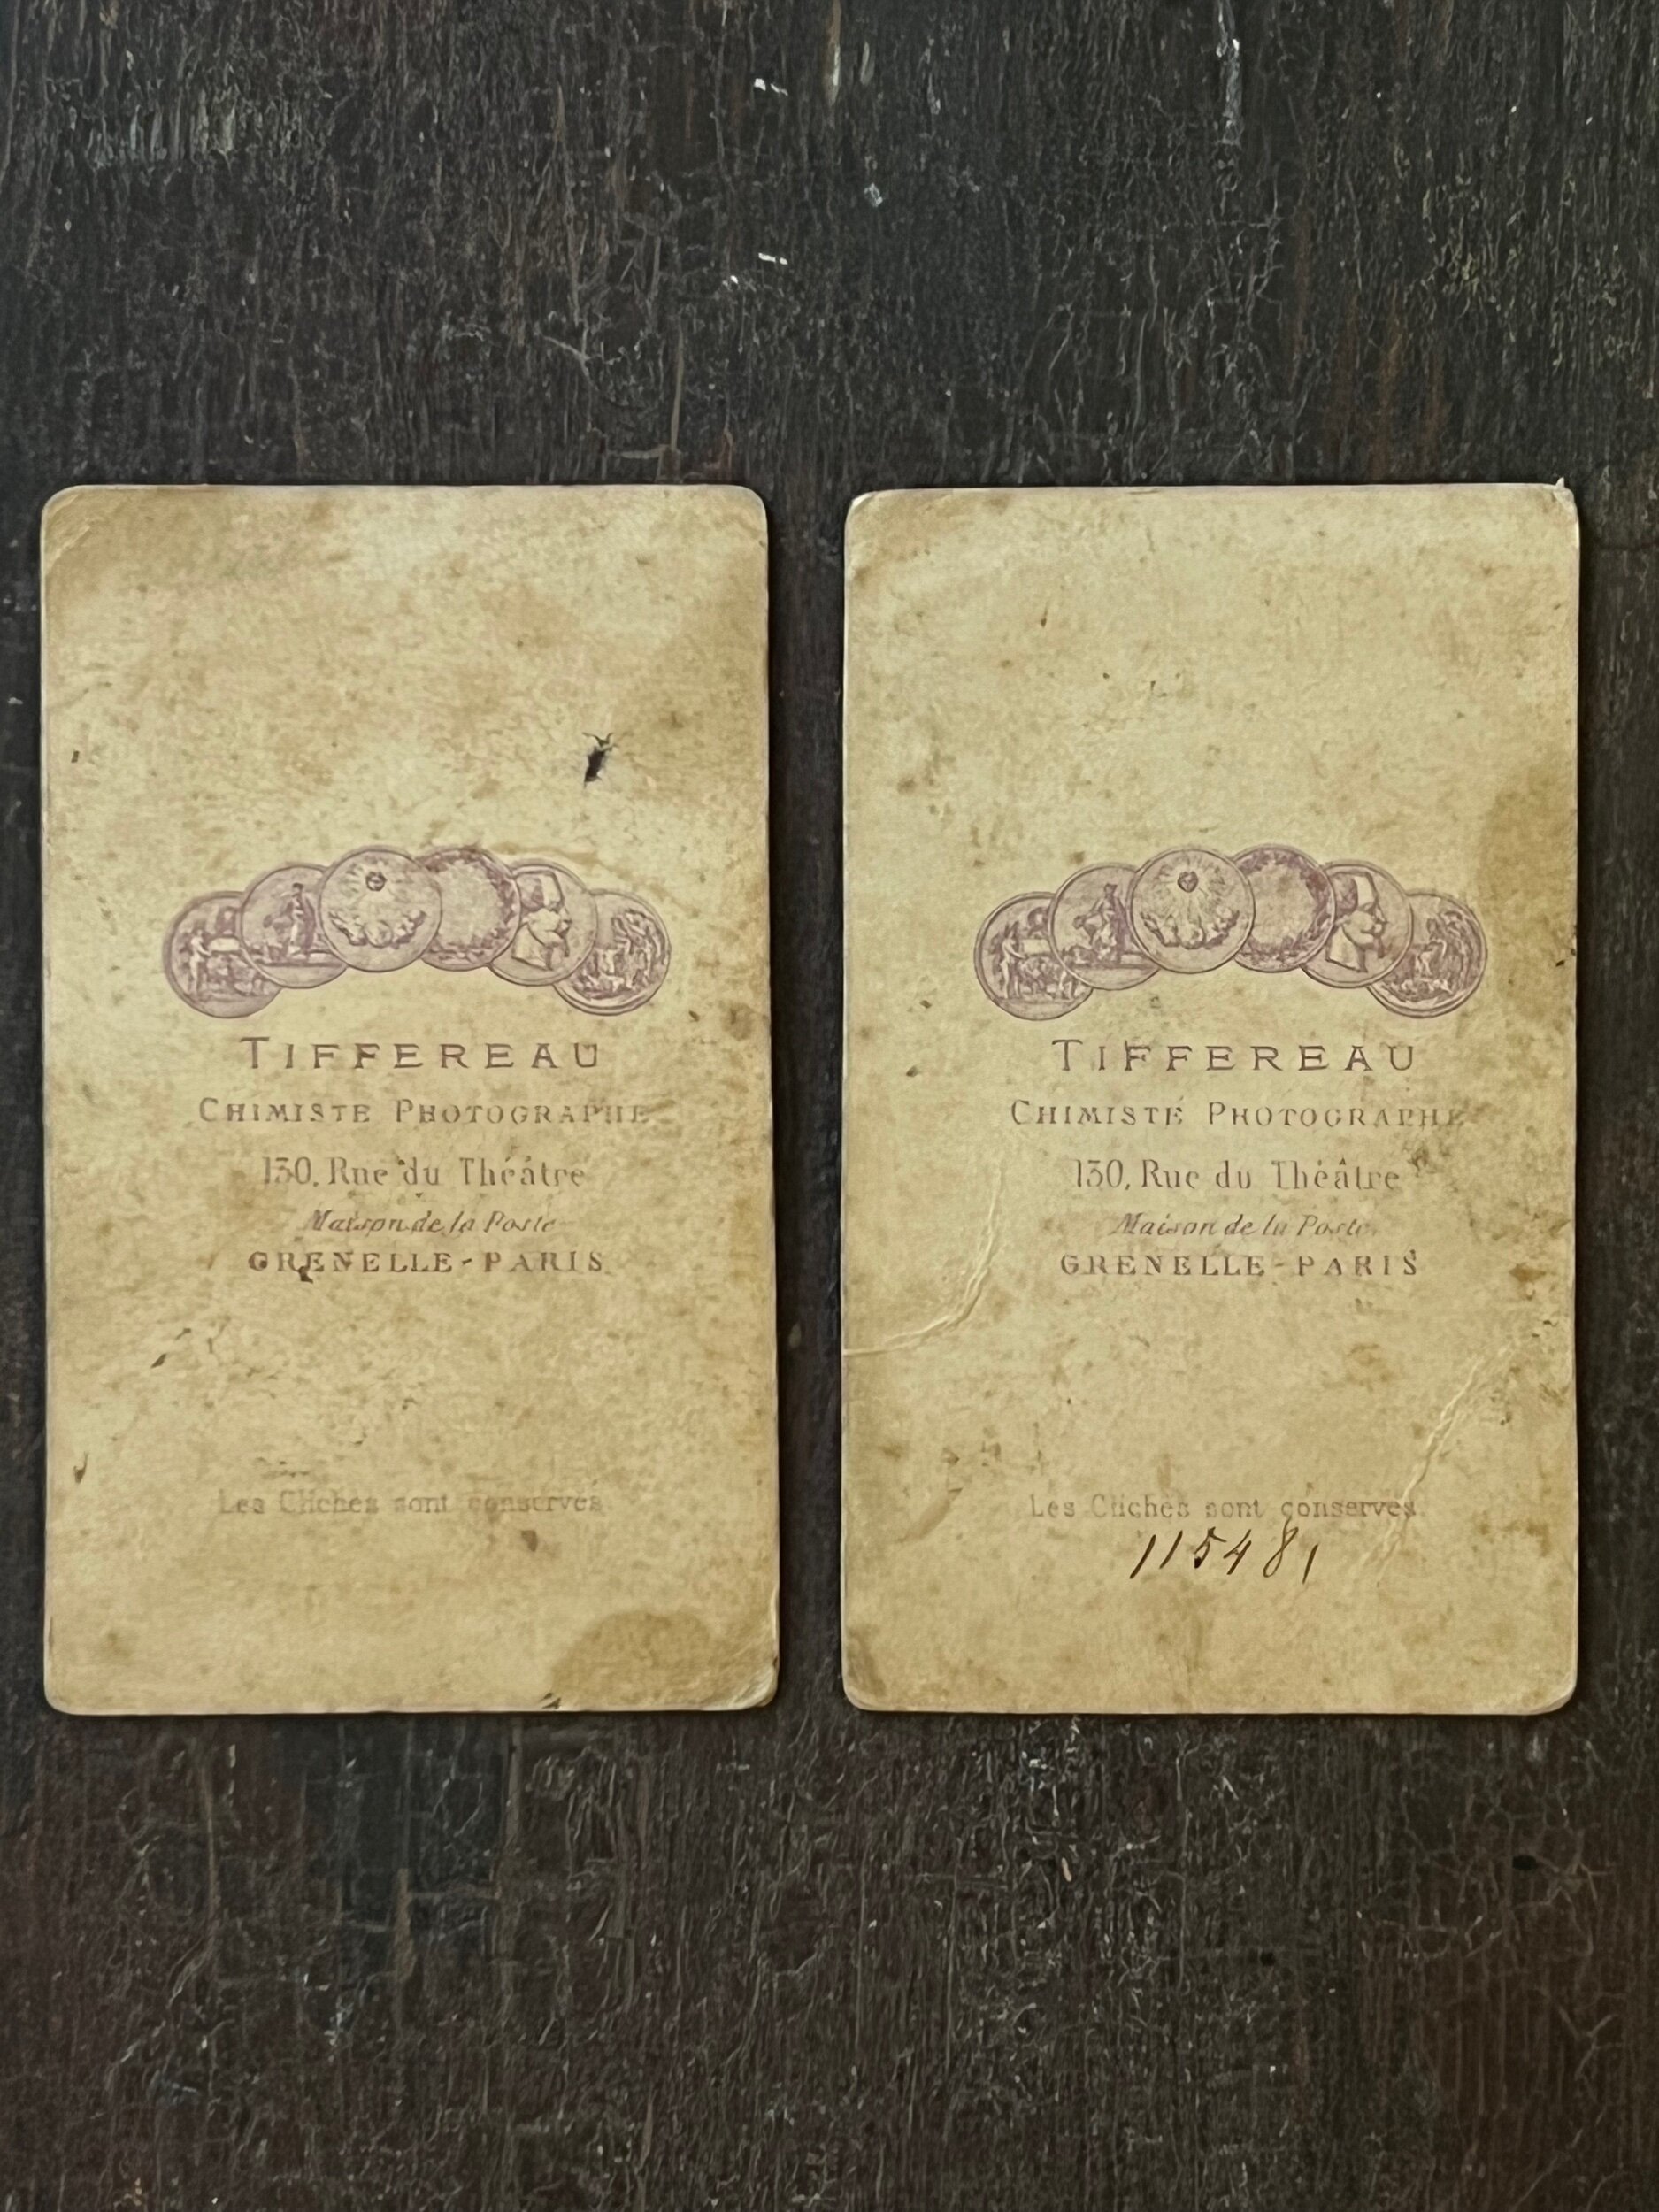 TIFFEREAU
CHIMISTE PHOTOGRAPHE
130, Rue du Théâtre
Maison de la Poste
GRENELLE-PARIS
Les Clichés sont conservés
TIFFEREAU
CHIMISTE PHOTOGRAPHE
130, Rue du Théâtre
Maison de la Poste
GRENELLE-PARIS
Les Clichés sont conservés
115481